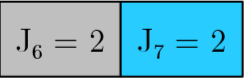 J₆ = 2 J₇ = 2